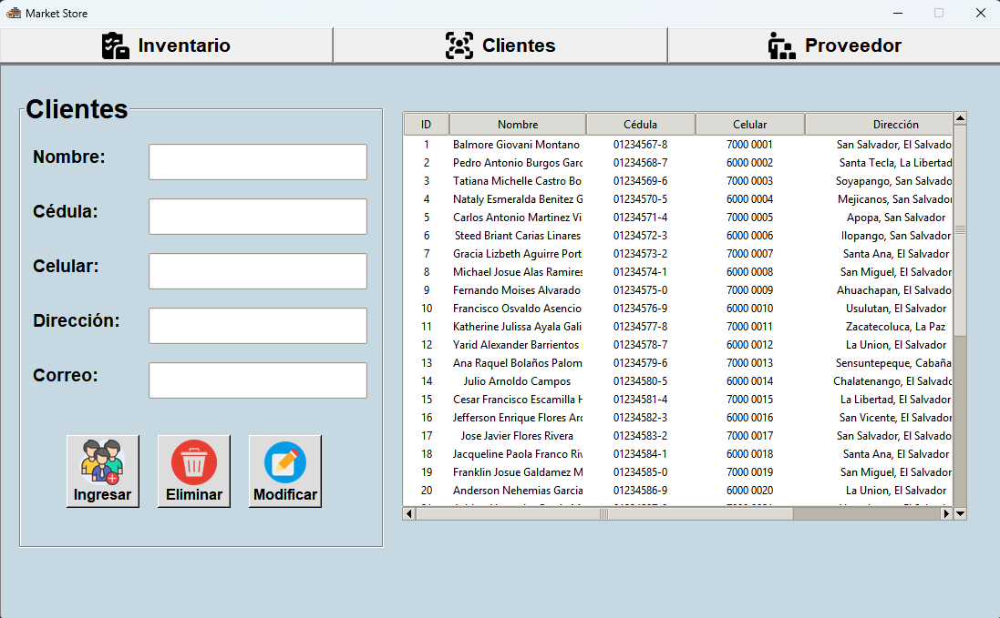 Market Store
Inventario Clientes Proveedor
Clientes
Nombre:
Cédula:
Celular:
Dirección:
Correo:
Ingresar Eliminar Modificar
ID Nombre Cédula Celular Dirección
1 Balmore Giovani Montano 01234567-8 7000 0001 San Salvador, El Salvado
2 Pedro Antonio Burgos Garc 01234568-7 6000 0002 Santa Tecla, La Libertad
3 Tatiana Michelle Castro Bo 01234569-6 7000 0003 Soyapango, San Salvado
4 Nataly Esmeralda Benitez G 01234570-5 6000 0004 Mejicanos, San Salvador
5 Carlos Antonio Martinez Vi 01234571-4 7000 0005 Apopa, San Salvador
6 Steed Briant Carias Linares 01234572-3 6000 0006 Ilopango, San Salvador
7 Gracia Lizbeth Aguirre Port 01234573-2 7000 0007 Santa Ana, El Salvador
8 Michael Josue Alas Ramires 01234574-1 6000 0008 San Miguel, El Salvador
9 Fernando Moises Alvarado 01234575-0 7000 0009 Ahuachapan, El Salvado
10 Francisco Osvaldo Asencio 01234576-9 6000 0010 Usulutan, El Salvador
11 Katherine Julissa Ayala Gali 01234577-8 7000 0011 Zacatecoluca, La Paz
12 Yarid Alexander Barrientos 01234578-7 6000 0012 La Union, El Salvador
13 Ana Raquel Bolaños Palom 01234579-6 7000 0013 Sensuntepeque, Cabaña
14 Julio Arnoldo Campos 01234580-5 6000 0014 Chalatenango, El Salvado
15 Cesar Francisco Escamilla H 01234581-4 7000 0015 La Libertad, El Salvador
16 Jefferson Enrique Flores Arc 01234582-3 6000 0016 San Vicente, El Salvador
17 Jose Javier Flores Rivera 01234583-2 7000 0017 San Salvador, El Salvado
18 Jacqueline Paola Franco Riv 01234584-1 6000 0018 Santa Ana, El Salvador
19 Franklin Josue Galdamez M 01234585-0 7000 0019 San Miguel, El Salvador
20 Anderson Nehemias Garcia 01234586-9 6000 0020 La Union, El Salvador